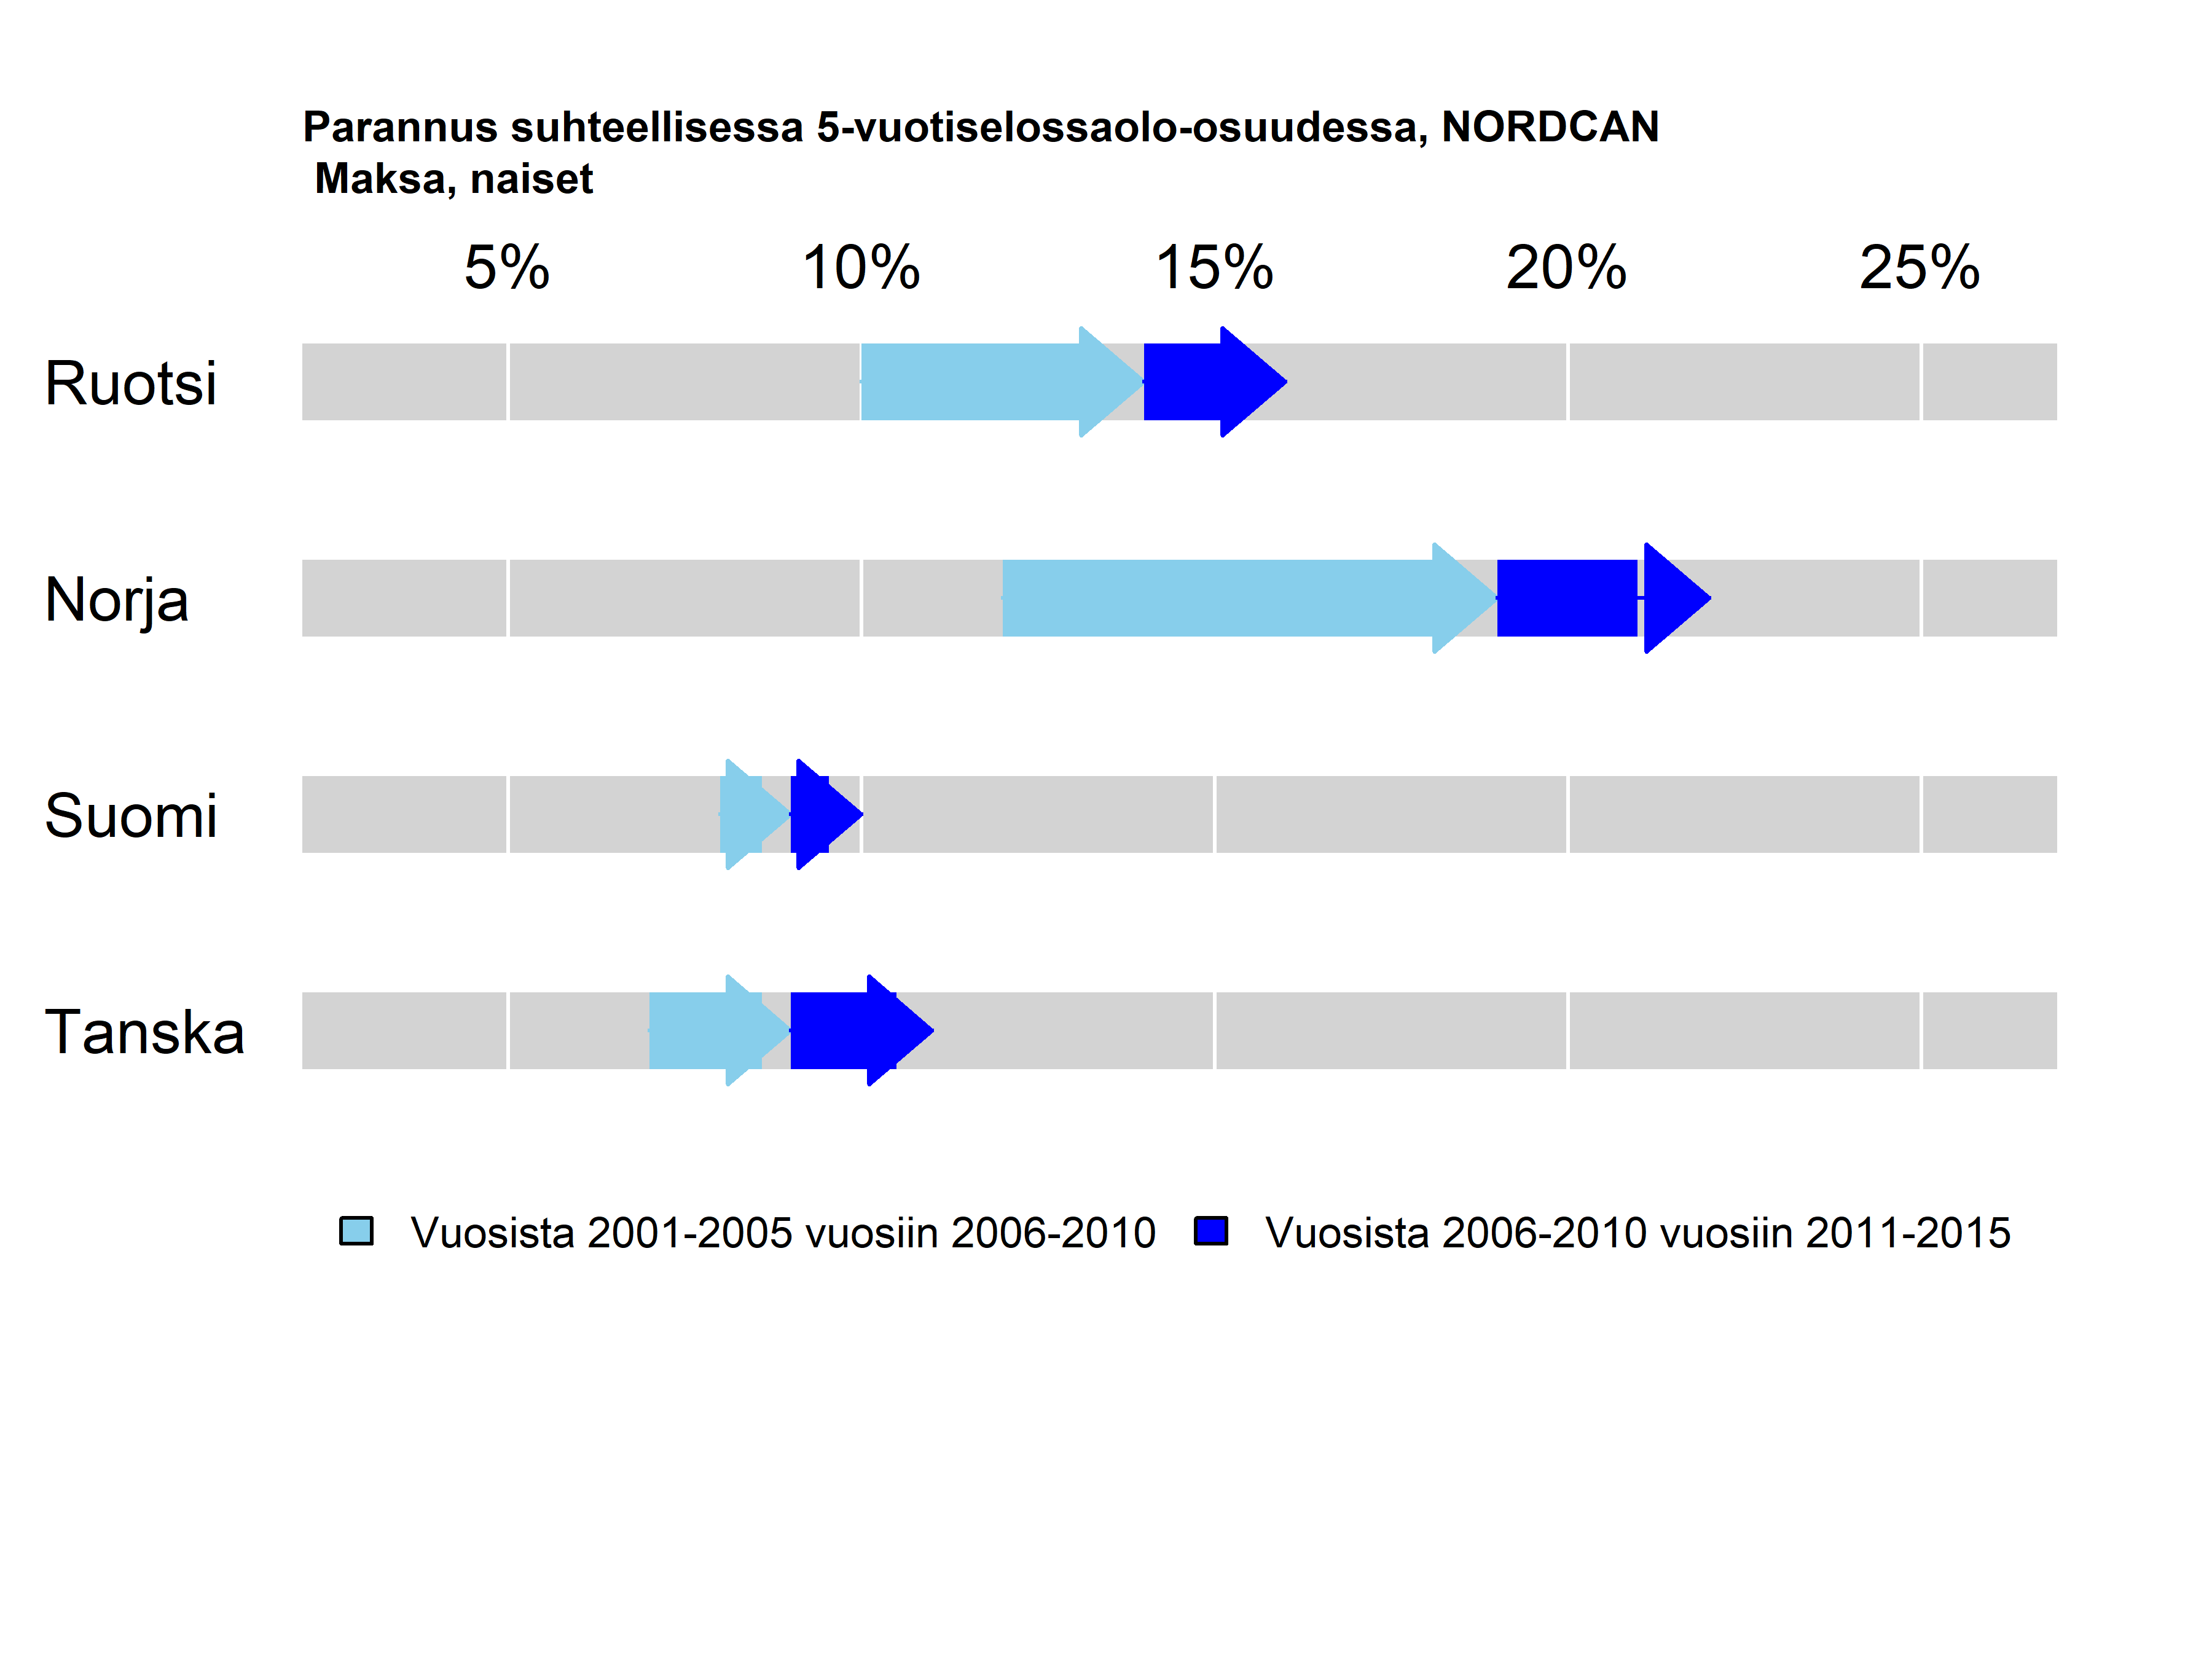 Parannus suhteellisessa 5-vuotiselossaolo-osuudessa, NORDCAN
Maksa, naiset
5% 10% 15% 20% 25%
Ruotsi
Norja
Suomi
Tanska
Vuosista 2001-2005 vuosiin 2006-2010 Vuosista 2006-2010 vuosiin 2011-2015